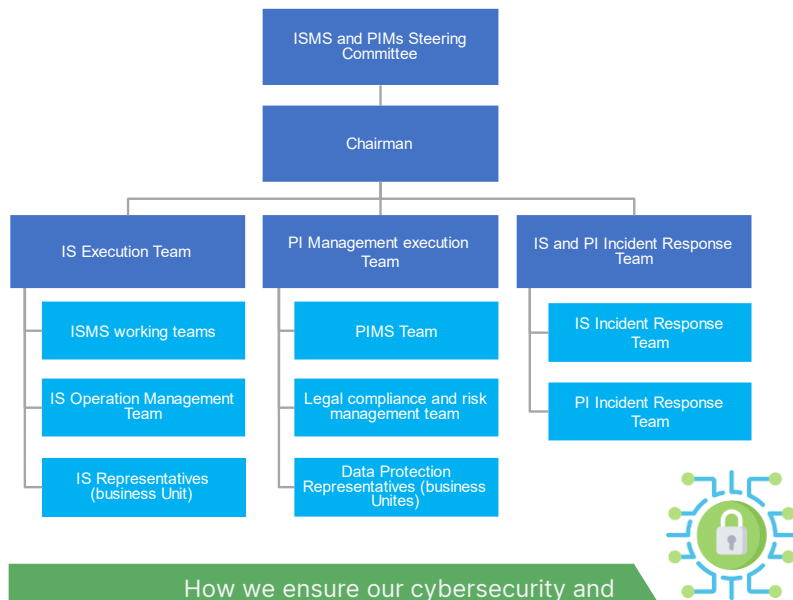 ISMS and PIMs Steering
Committee
Chairman
IS Execution Team
PI Management execution
Team
IS and PI Incident Response
Team
ISMS working teams
IS Operation Management
Team
IS Representatives
(business Unit)
PIMS Team
Legal compliance and risk
management team
Data Protection
Representatives (business
Unites)
IS Incident Response
Team
PI Incident Response
Team
How we ensure our cybersecurity and